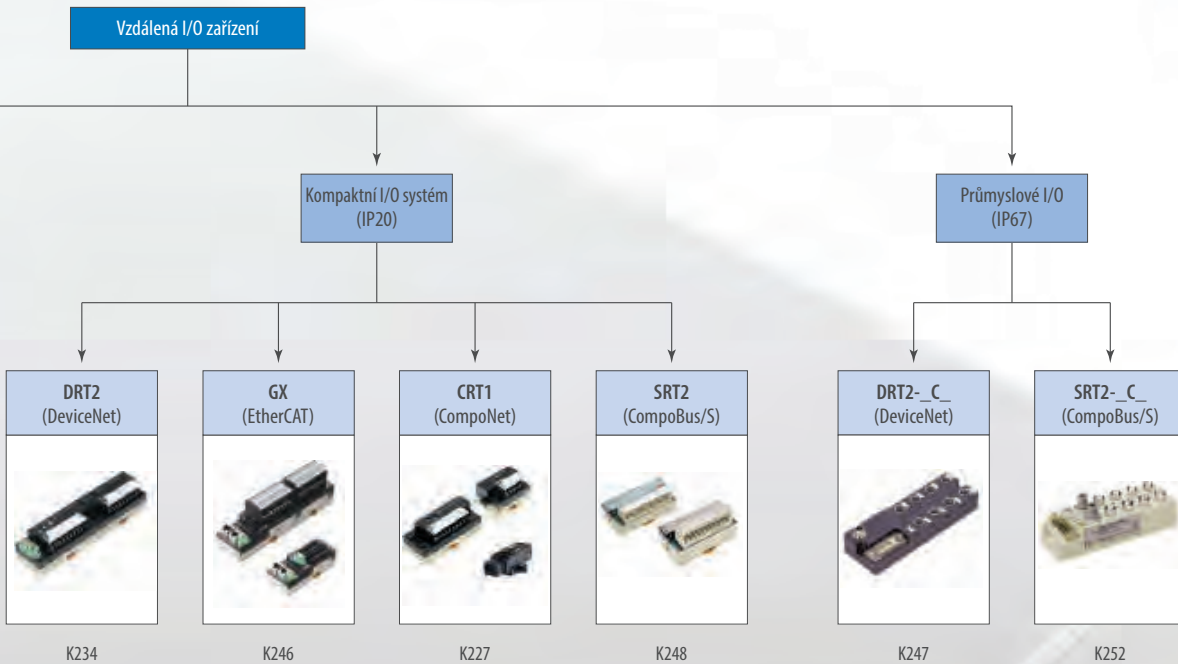 Vzdálená I/O zařízení
Kompaktní I/O systém
(IP20)
Průmyslové I/O
(IP67)
DRT2
(DeviceNet)
GX
(EtherCAT)
CRT1
(CompoNet)
SRT2
(CompoBus/S)
DRT2-_C_
(DeviceNet)
SRT2-_C_
(CompoBus/S)
K234
K246
K227
K248
K247
K252